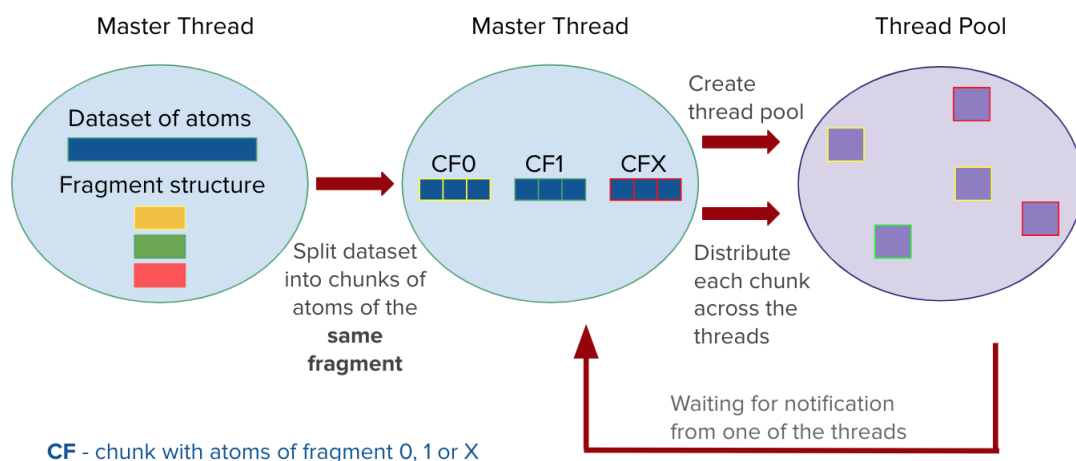 Master Thread
Dataset of atoms
Fragment structure
Split dataset
into chunks of
atoms of the
same
fragment
Master Thread
CF0
CF1
CFX
Create
thread pool
Distribute
each chunk
across the
threads
Thread Pool
Waiting for notification
from one of the threads
CF - chunk with atoms of fragment 0, 1 or X